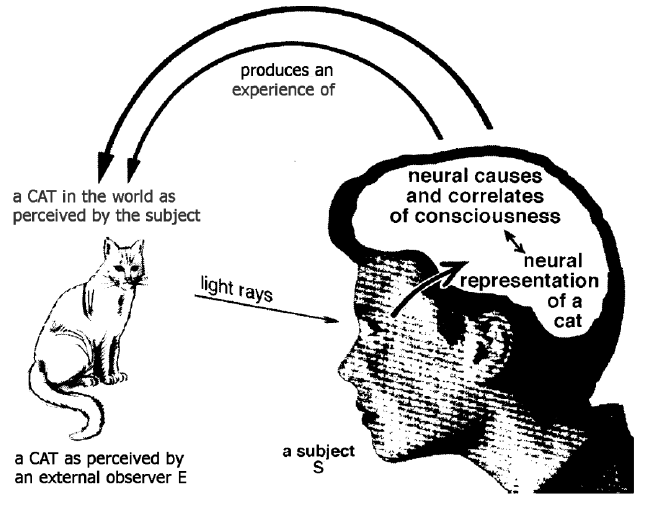 produces an
experience of
neural causes
and correlates
of consciousness
a CAT in the world as
perceived by the subject
neural
representation
of a
cat
light rays
a CAT as perceived by
an external observer E
a subject
S